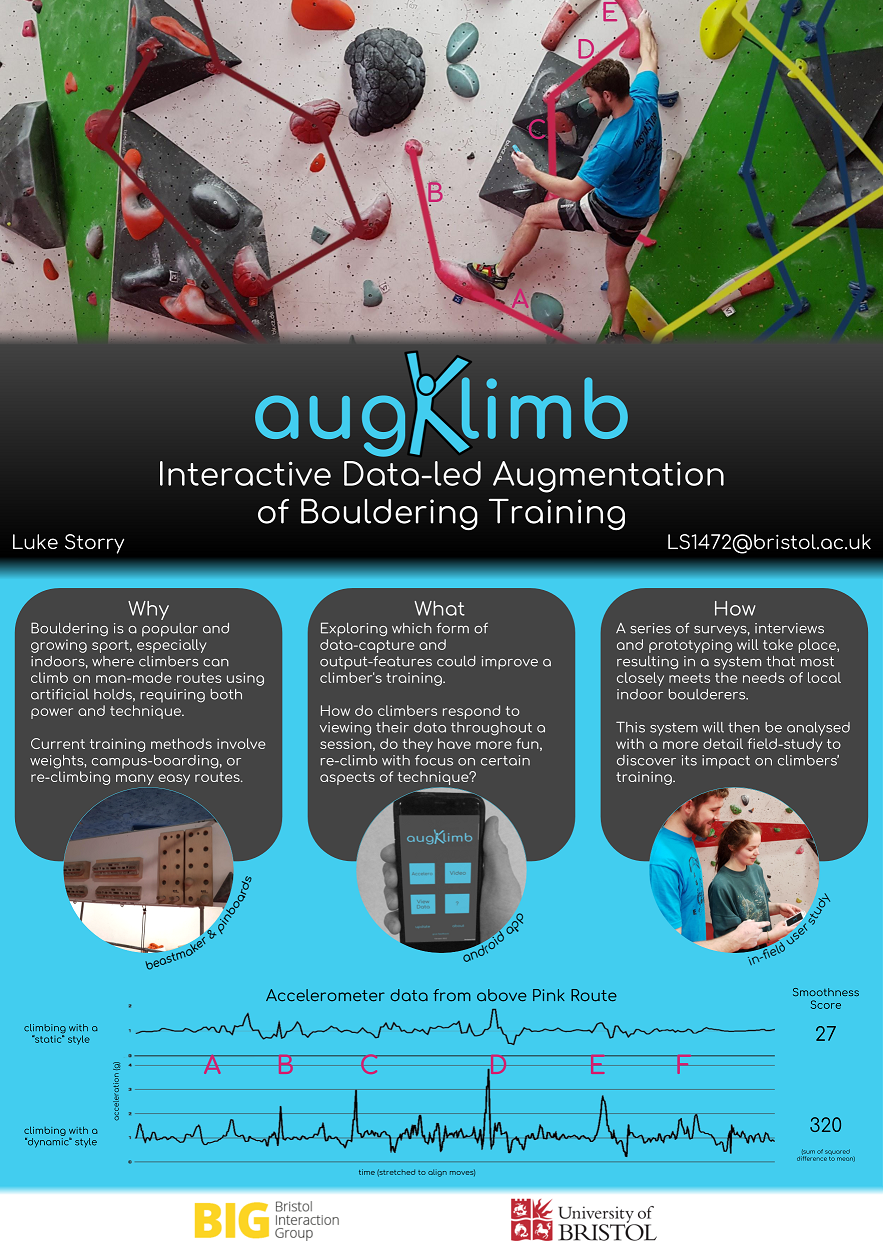 E
D
C
B
A
augKlimb
Interactive Data-led Augmentation
of Bouldering Training
Luke Storry
LS1472@bristol.ac.uk
Why
Bouldering is a popular and
growing sport, especially
indoors, where climbers can
climb on man-made routes using
artificial holds, requiring both
power and technique.
Current training methods involve
weights, campus-boarding, or
re-climbing many easy routes.
beastmaker & pinboards
What
Exploring which form of
data-capture and
output-features could improve a
climber's training.
How do climbers respond to
viewing their data throughout a
session, do they have more fun,
re-climb with focus on certain
aspects of technique?
augKlimb
Accelero
Video
View
Data
?
android app
How
A series of surveys, interviews
and prototyping will take place,
resulting in a system that most
closely meets the needs of local
indoor boulderers.
This system will then be analysed
with a more detail field-study to
discover its impact on climbers'
training.
in-field user study
Accelerometer data from above Pink Route
Smoothness
Score
climbing with a
"static" style
2
1
0
27
A B C D E F
acceleration (g)
climbing with a
"dynamic" style
4
3
2
1
0
320
(sum of squared
difference to mean)
time (stretched to align moves)
BIG
Bristol
Interaction
Group
University of
BRISTOL